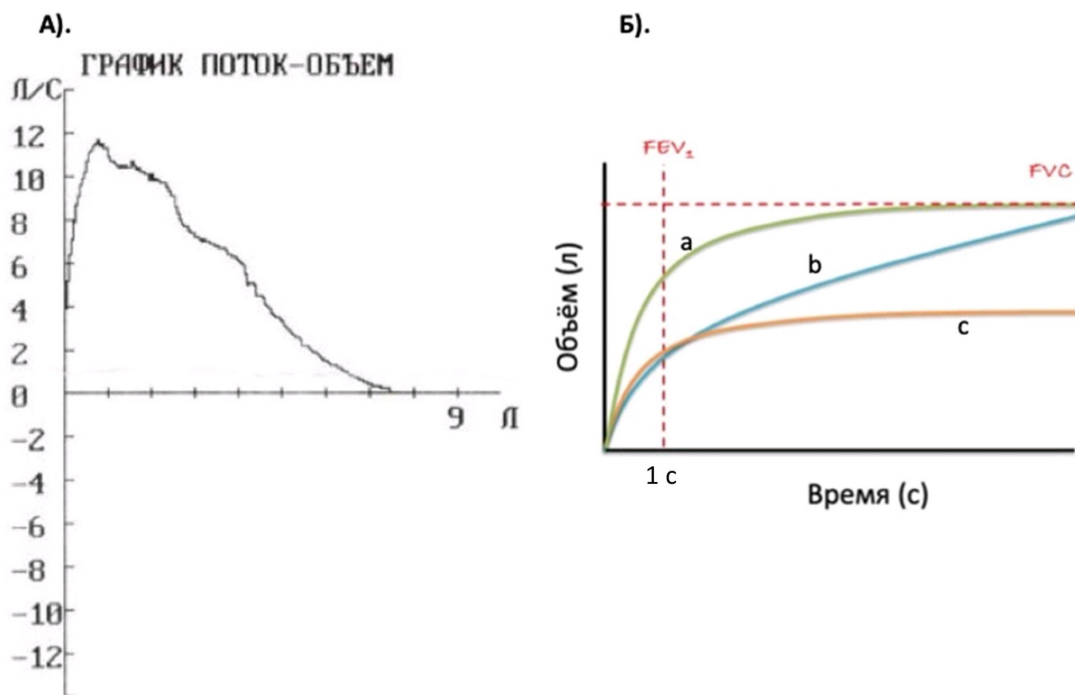 А).
ГРАФИК ПОТОК-ОБЪЕМ
Л/С
12
10
8
6
4
2
0
9 Л
-2
-4
-6
-8
-10
-12
Б).
FEV₁
FVC
a
b
c
Объём (л)
1 с
Время (с)